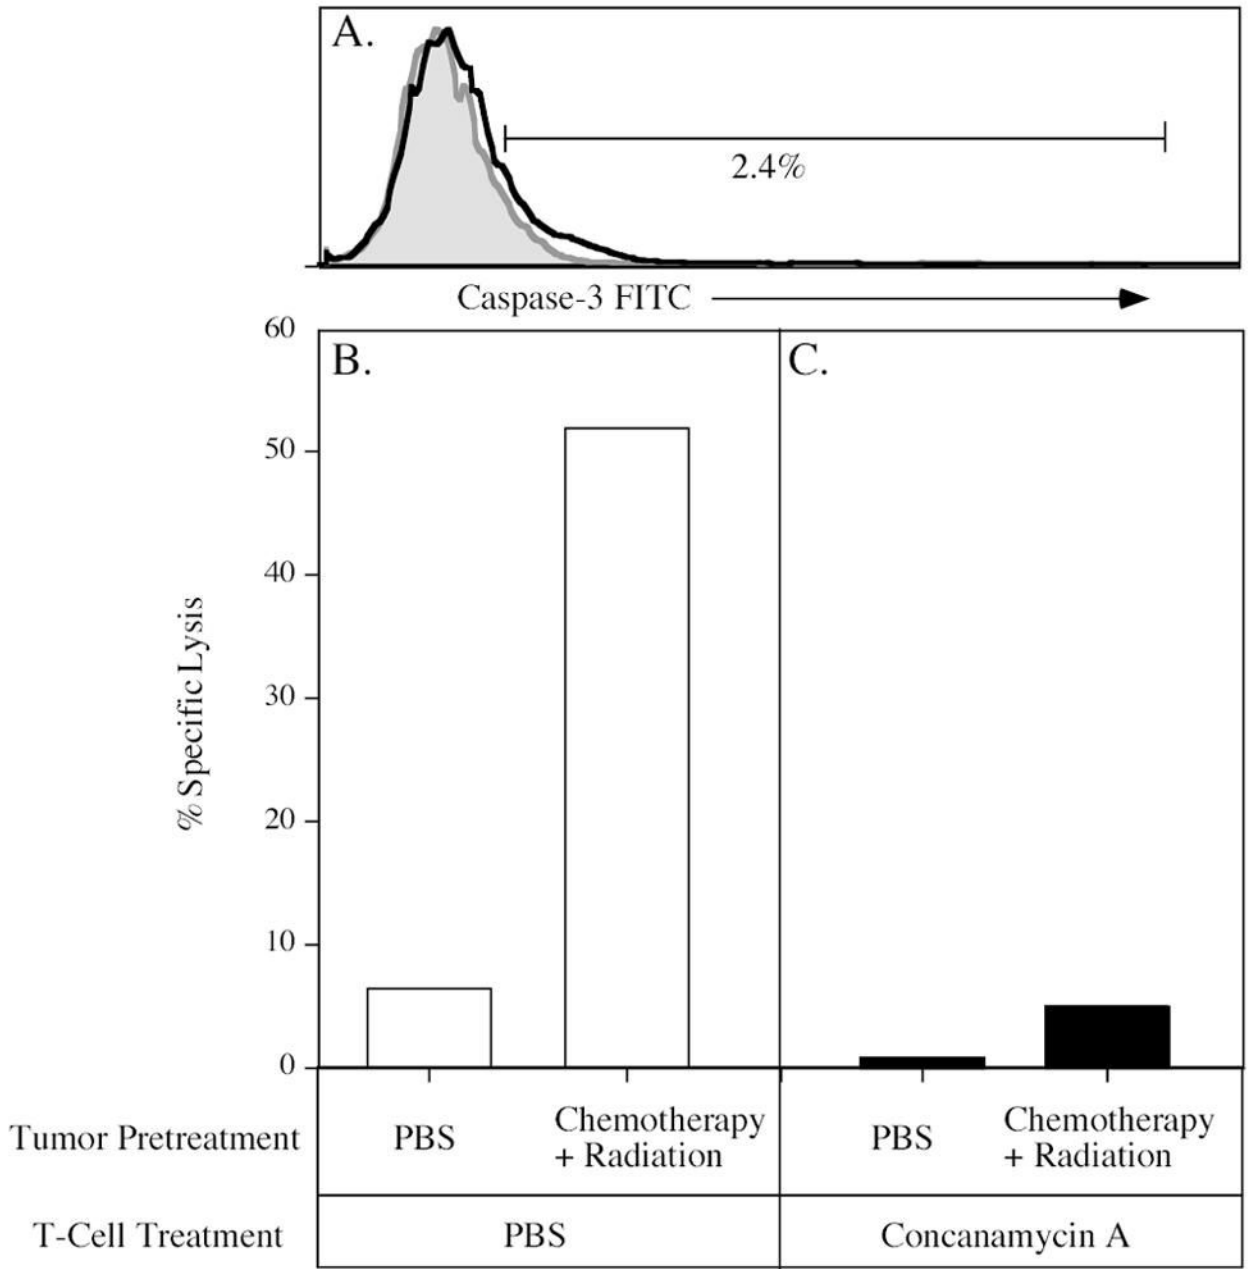 A.
2.4%
Caspase-3 FITC
B.
C.
60
50
40
30
20
10
0
% Specific Lysis
Tumor Pretreatment
PBS
Chemotherapy
+ Radiation
PBS
Chemotherapy
+ Radiation
T-Cell Treatment
PBS
Concanamycin A